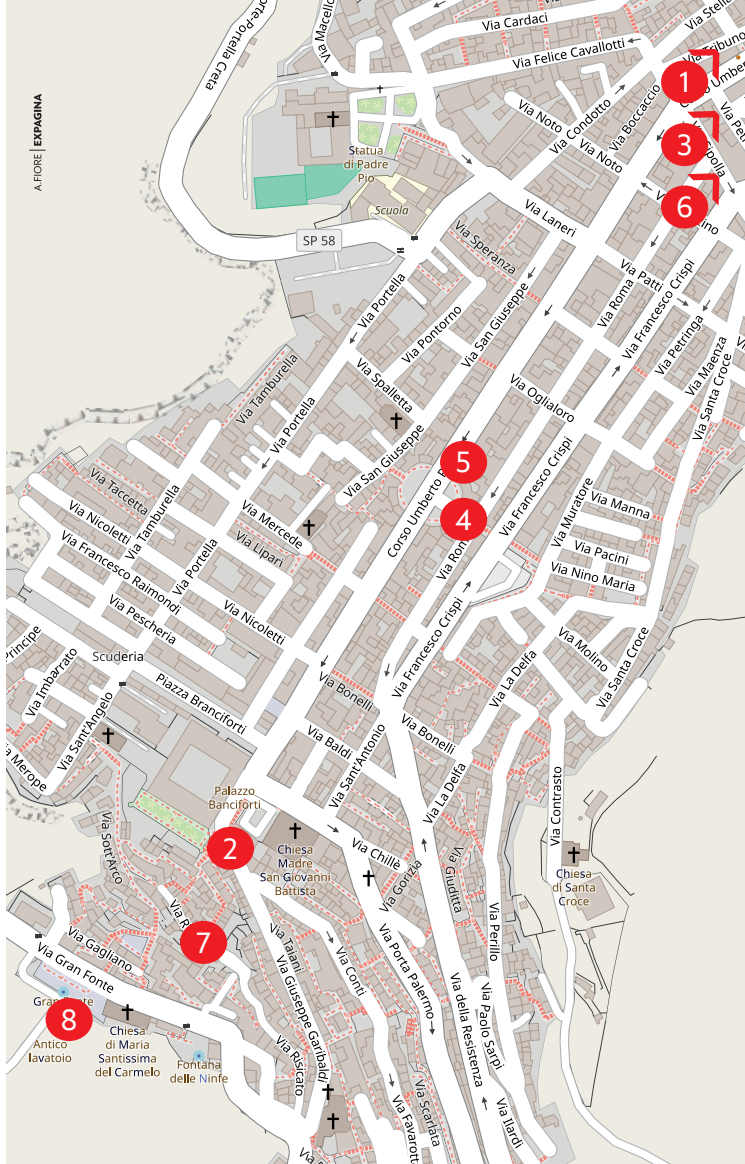 A.FIORE | EXPAGINA
Via Macello
Via Cardaci
Via Felice Cavallotti
Via Condotto
Via Boccaccio
1
3
6
Via Noto
Via Noto
Statua
di Padre
Pio
Scuola
SP 58
Via Laneri
Via Speranza
Via Patti
Via Roma
Via Francesco Crispi
Via Petringa
Via Maenza
Via Santa Croce
Via Portella
Via Pontorno
Via San Giuseppe
Via Spalletta
Via Oglialoro
Via Tamburella
Via Portella
Via San Giuseppe
5
4
Via Francesco Crispi
Via Muratore
Via Manna
Via Pacini
Via Nino Maria
Via Taccetta
Via Tamburella
Via Nicoletti
Via Mercede
Via Lipari
Corso Umberto
Via Francesco Raimondi
Via Portella
Via Pescheria
Via Nicoletti
Via Francesco Crispi
Via Molino
Via Santa Croce
Via La Delfa
Scuderia
Principe
Via Imbarrato
Via Sant'Angelo
Via Merope
Piazza Branciforti
Via Bonelli
Via Baldi
Via Sant'Antonio
Via Bonelli
Via La Delfa
Via Contrasto
Palazzo
Banciforti
2
Chiesa
Madre
San Giovanni
Battista
Via Chillè
Via Gorizia
Via Giuditta
Via Perillo
Chiesa
di Santa
Croce
Via Sott'Arco
7
Via Gagliano
Via Gran Fonte
Via Taiani
Via Giuseppe Garibaldi
Via Conti
Via Porta Palermo
Via della Resistenza
Via Paolo Sarpi
8
Antico
lavatoio
Chiesa
di Maria
Santissima
del Carmelo
Fontana
delle Ninfe
Via Risicato
Via Favarotta
Via Scarlata
Via Ilardi